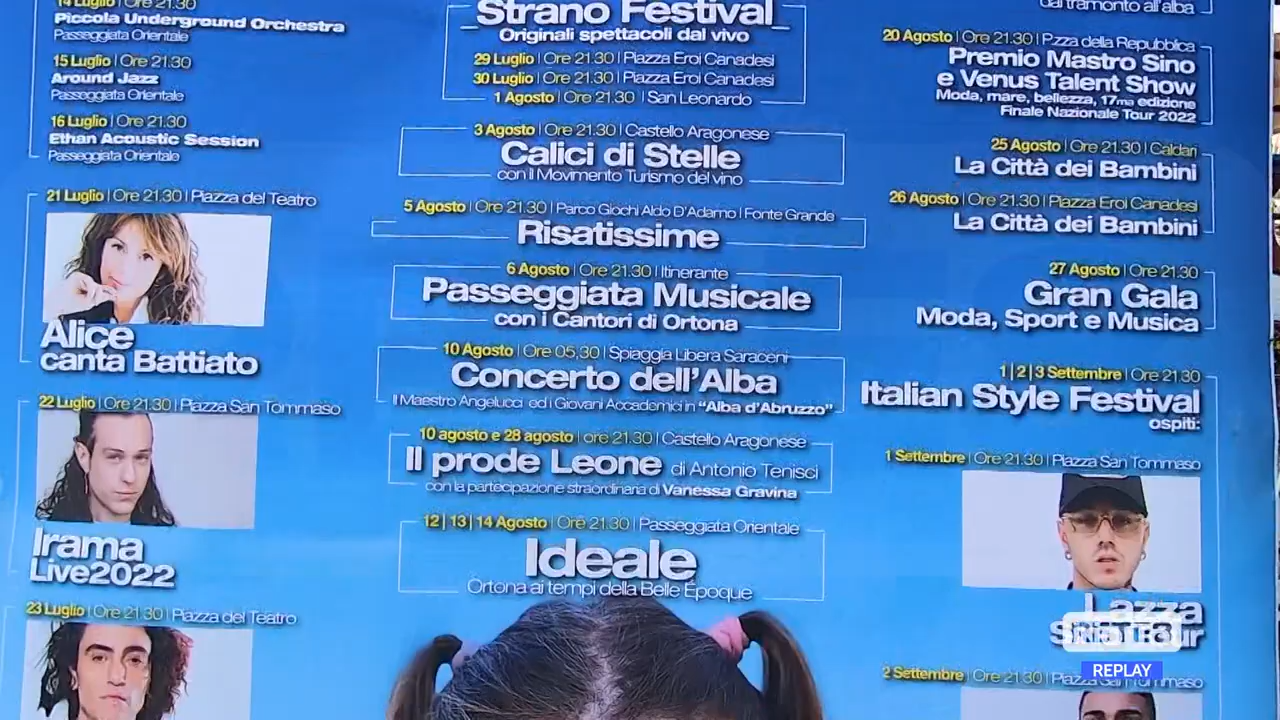 14 Luglio | Ore 21.30
Piccola Underground Orchestra
Passeggiata Orientale
15 Luglio | Ore 21.30
Around Jazz
Passeggiata Orientale
16 Luglio | Ore 21.30
Ethan Acoustic Session
Passeggiata Orientale
21 Luglio | Ore 21.30 | Piazza del Teatro
Alice
canta Battiato
22 Luglio | Ore 21.30 | Piazza San Tommaso
Irama
Live2022
23 Luglio | Ore 21.30 | Piazza del Teatro
Strano Festival
Originali spettacoli dal vivo
29 Luglio | Ore 21.30 | Piazza Eroi Canadesi
30 Luglio | Ore 21.30 | Piazza Eroi Canadesi
1 Agosto | Ore 21.30 | San Leonardo
3 Agosto | Ore 21.30 | Castello Aragonese
Calici di Stelle
con il Movimento Turismo del vino
5 Agosto | Ore 21.30 | Parco Giochi Aldo D'Adamo | Fonte Grande
Risatissime
6 Agosto | Ore 21.30 | Itinerante
Passeggiata Musicale
con i Cantori di Ortona
10 Agosto | Ore 05,30 | Spiaggia Libera Saraceni
Concerto dell'Alba
Il Maestro Angelucci ed i Giovani Accademici in "Alba d'Abruzzo"
10 agosto e 28 agosto | ore 21.30 | Castello Aragonese
Il prode Leone di Antonio Tenisci
con la partecipazione straordinaria di Vanessa Gravina
12 | 13 | 14 Agosto | Ore 21.30 | Passeggiata Orientale
Ideale
Ortona ai tempi della Belle Époque
dal tramonto all'alba
20 Agosto | Ore 21.30 | P.zza della Repubblica
Premio Mastro Sino
e Venus Talent Show
Moda, mare, bellezza, 17ma edizione
Finale Nazionale Tour 2022
25 Agosto | Ore 21.30 | Caldari
La Città dei Bambini
26 Agosto | Ore 21.30 | Piazza Eroi Canadesi
La Città dei Bambini
27 Agosto | Ore 21.30
Gran Gala
Moda, Sport e Musica
1 | 2 | 3 Settembre | Ore 21.30
Italian Style Festival
ospiti:
1 Settembre | Ore 21.30 | Piazza San Tommaso
Lazza
2 Settembre | Ore 21.30 | Piazza San Tommaso
REPLAY